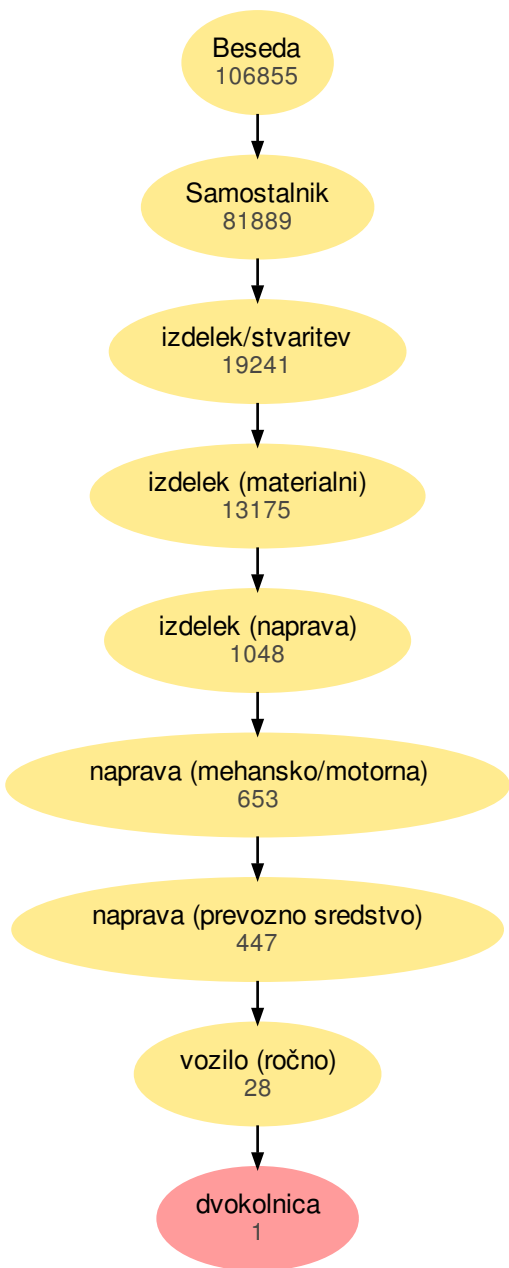 Beseda
106855
Samostalnik
81889
izdelek/stvaritev
19241
izdelek (materialni)
13175
izdelek (naprava)
1048
naprava (mehansko/motorna)
653
naprava (prevozno sredstvo)
447
vozilo (ročno)
28
dvokolnica
1